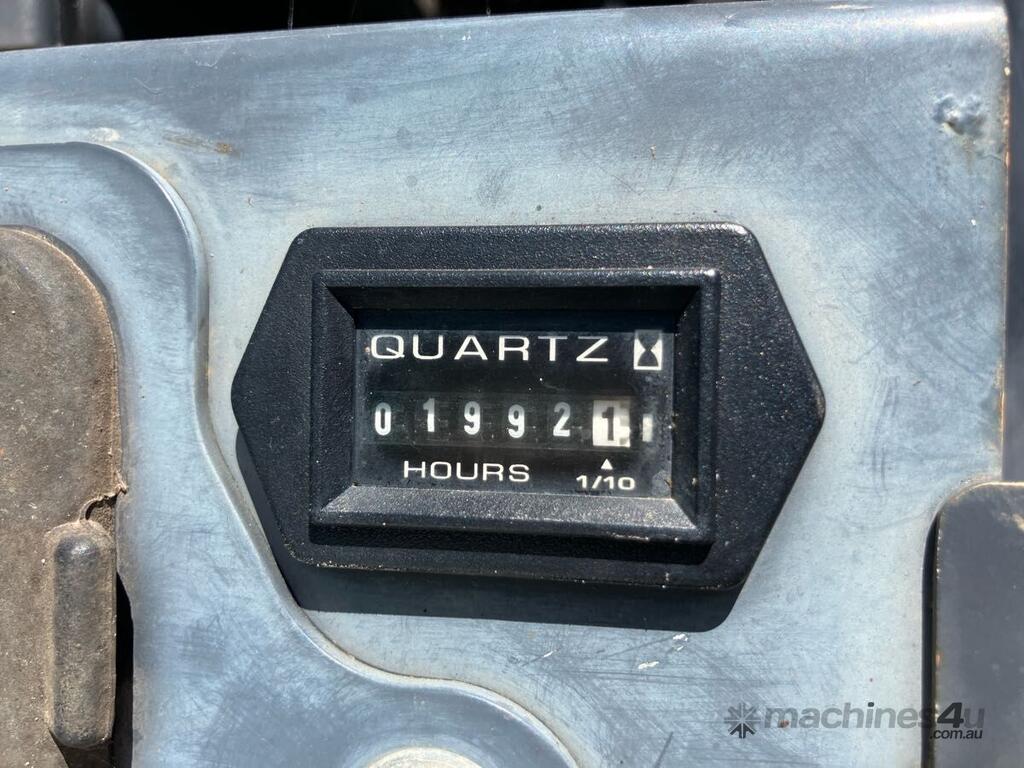 QUARTZ
019921
HOURS 1/10
machines4u
.com.au